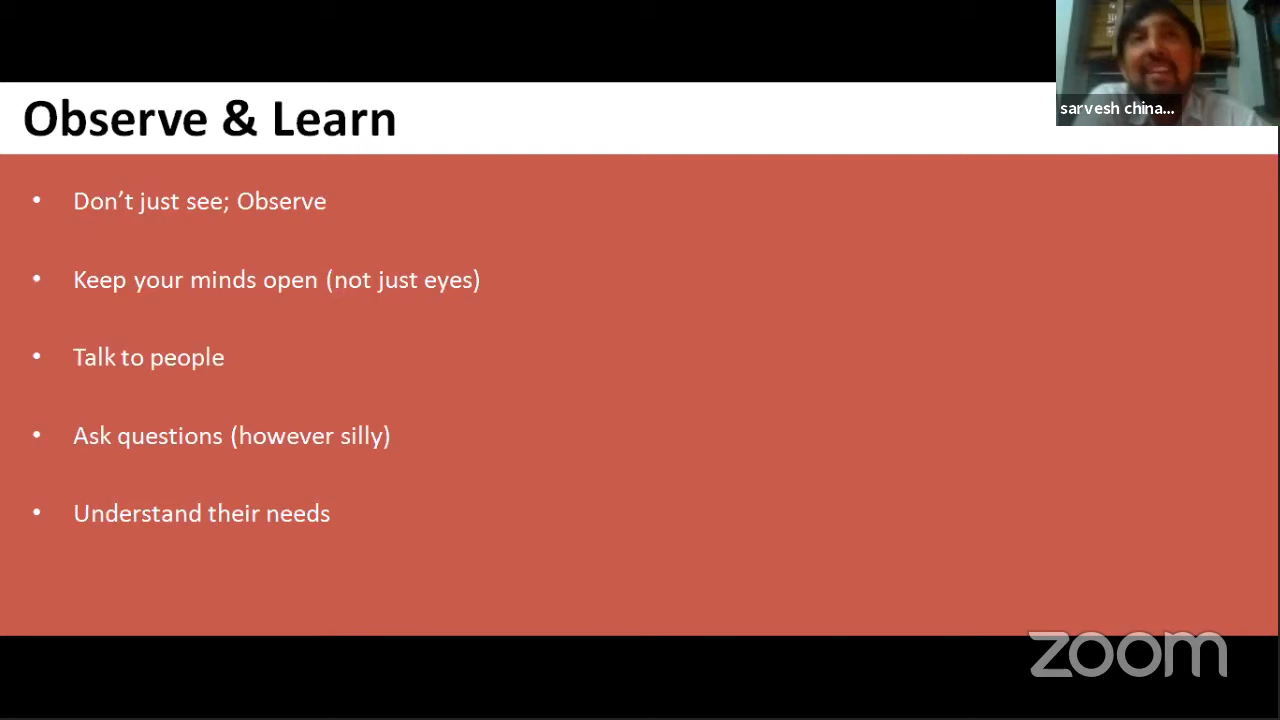 sarvesh china...
Observe & Learn
• Don't just see; Observe
• Keep your minds open (not just eyes)
• Talk to people
• Ask questions (however silly)
• Understand their needs
zoom